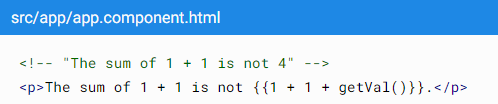 src/app/app.component.html
<!-- "The sum of 1 + 1 is not 4" -->
<p>The sum of 1 + 1 is not {{1 + 1 + getVal()}}.</p>